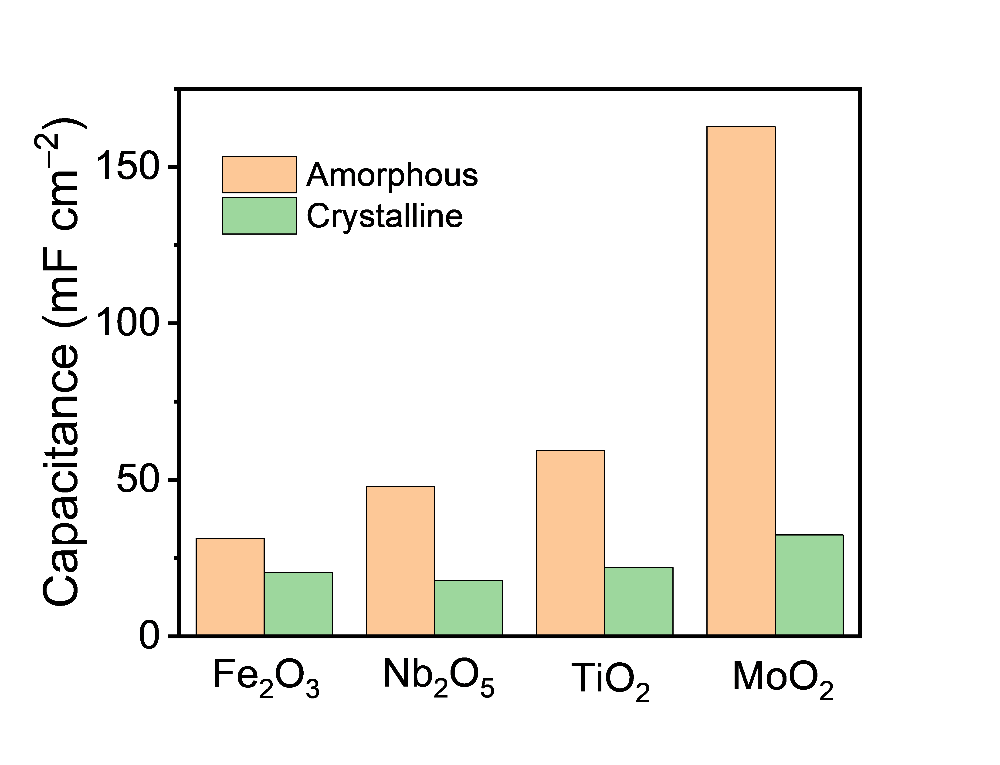 Capacitance (mF cm⁻²)
150
100
50
0
Amorphous
Crystalline
Fe₂O₃
Nb₂O₅
TiO₂
MoO₂